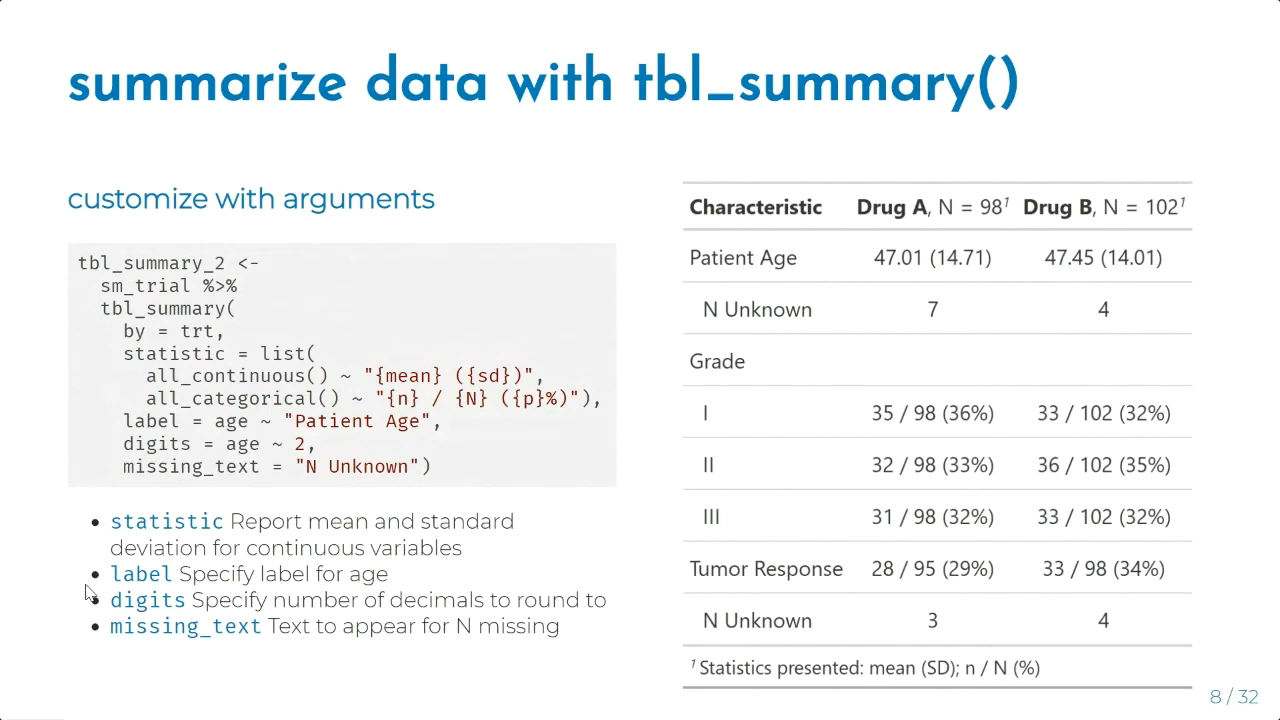 summarize data with tbl_summary()
customize with arguments
tbl_summary_2 <-
  sm_trial %>%
  tbl_summary(
    by = trt,
    statistic = list(
      all_continuous() ~ "{mean} ({sd})",
      all_categorical() ~ "{n} / {N} ({p}%)"),
    label = age ~ "Patient Age",
    digits = age ~ 2,
    missing_text = "N Unknown")
• statistic Report mean and standard
deviation for continuous variables
• label Specify label for age
• digits Specify number of decimals to round to
• missing_text Text to appear for N missing
Characteristic Drug A, N = 98¹ Drug B, N = 102¹
Patient Age 47.01 (14.71) 47.45 (14.01)
N Unknown 7 4
Grade
I 35 / 98 (36%) 33 / 102 (32%)
II 32 / 98 (33%) 36 / 102 (35%)
III 31 / 98 (32%) 33 / 102 (32%)
Tumor Response 28 / 95 (29%) 33 / 98 (34%)
N Unknown 3 4
¹ Statistics presented: mean (SD); n / N (%)
8 / 32